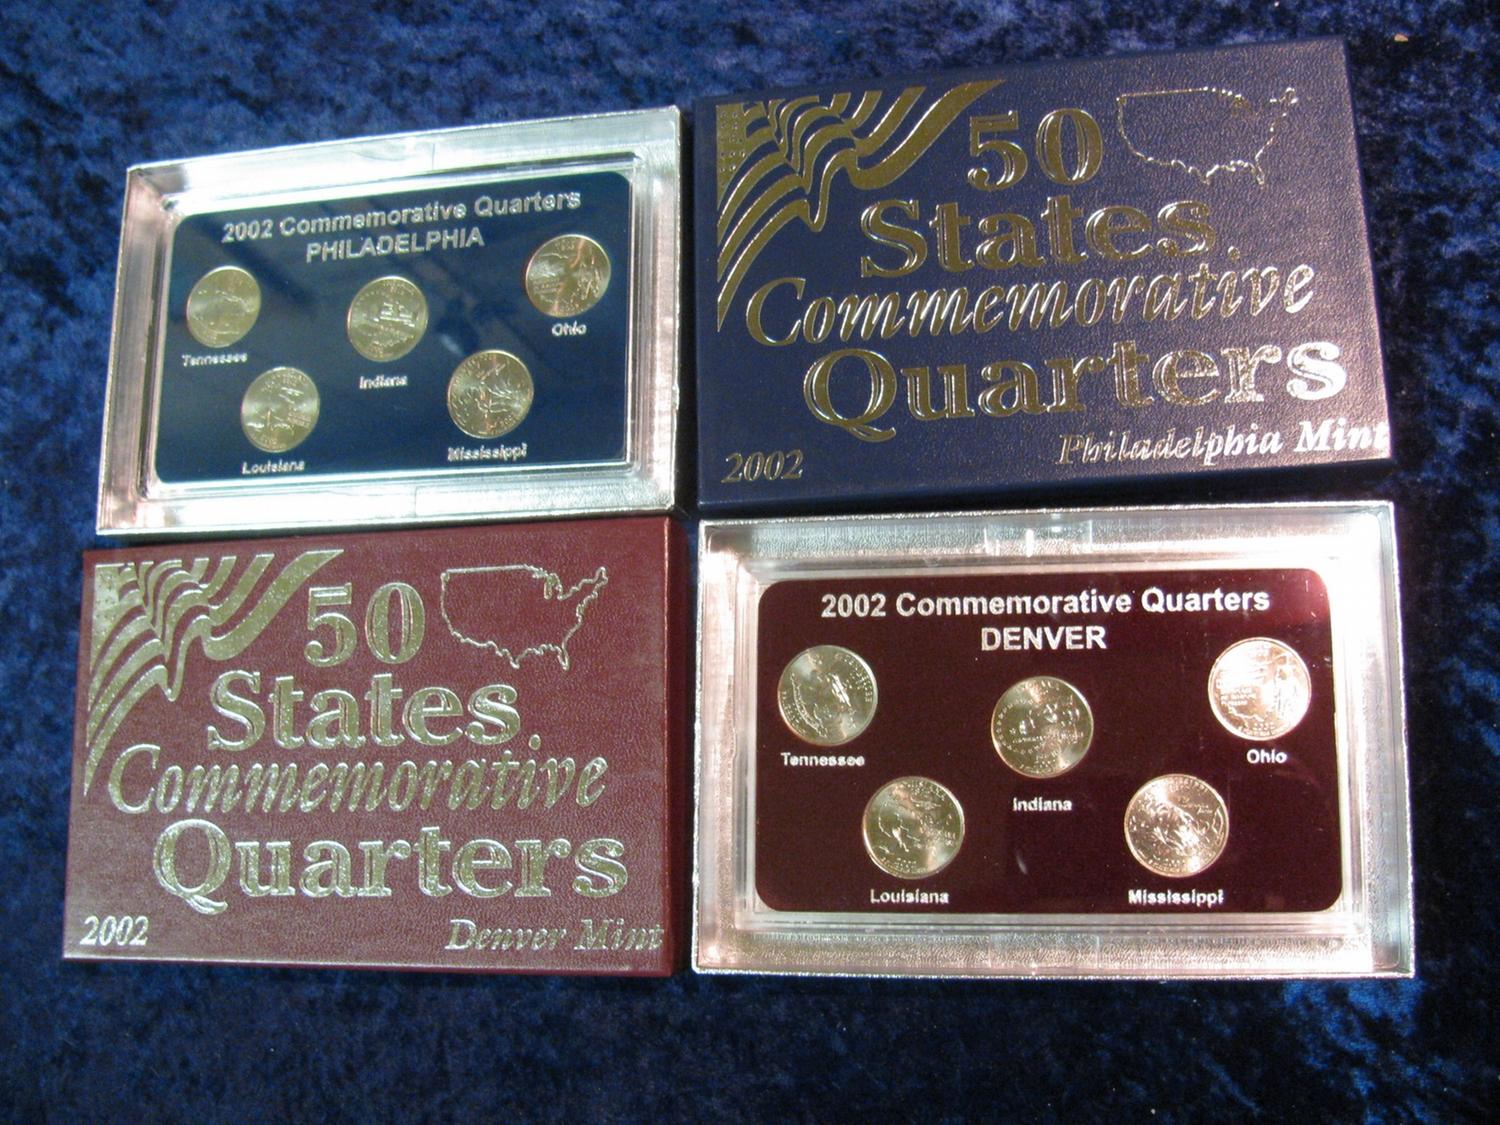 2002 Commemorative Quarters
PHILADELPHIA
Tennessee
Indiana
Ohio
Louisiana
Mississippi
50
States
Commemorative
Quarters
2002
Philadelphia Mint
50
States
Commemorative
Quarters
2002
Denver Mint
2002 Commemorative Quarters
DENVER
Tennessee
Indiana
Ohio
Louisiana
Mississippi